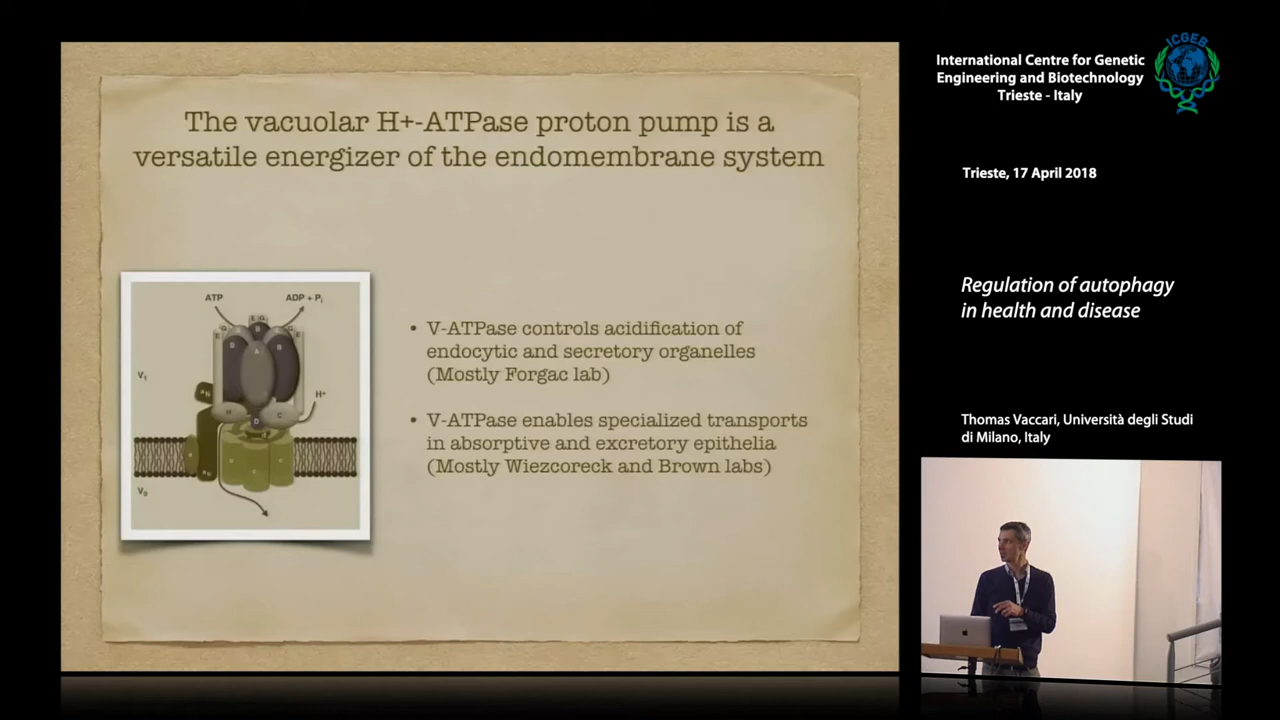 The vacuolar H+-ATPase proton pump is a
versatile energizer of the endomembrane system
ATP
ADP + Pi
E G
B
G
E
G
E
D
A
B
V1
H+
H
C
D
V0
• V-ATPase controls acidification of
endocytic and secretory organelles
(Mostly Forgac lab)
• V-ATPase enables specialized transports
in absorptive and excretory epithelia
(Mostly Wiezcoreck and Brown labs)
International Centre for Genetic
Engineering and Biotechnology
Trieste - Italy
ICGEB
Trieste, 17 April 2018
Regulation of autophagy
in health and disease
Thomas Vaccari, Università degli Studi
di Milano, Italy